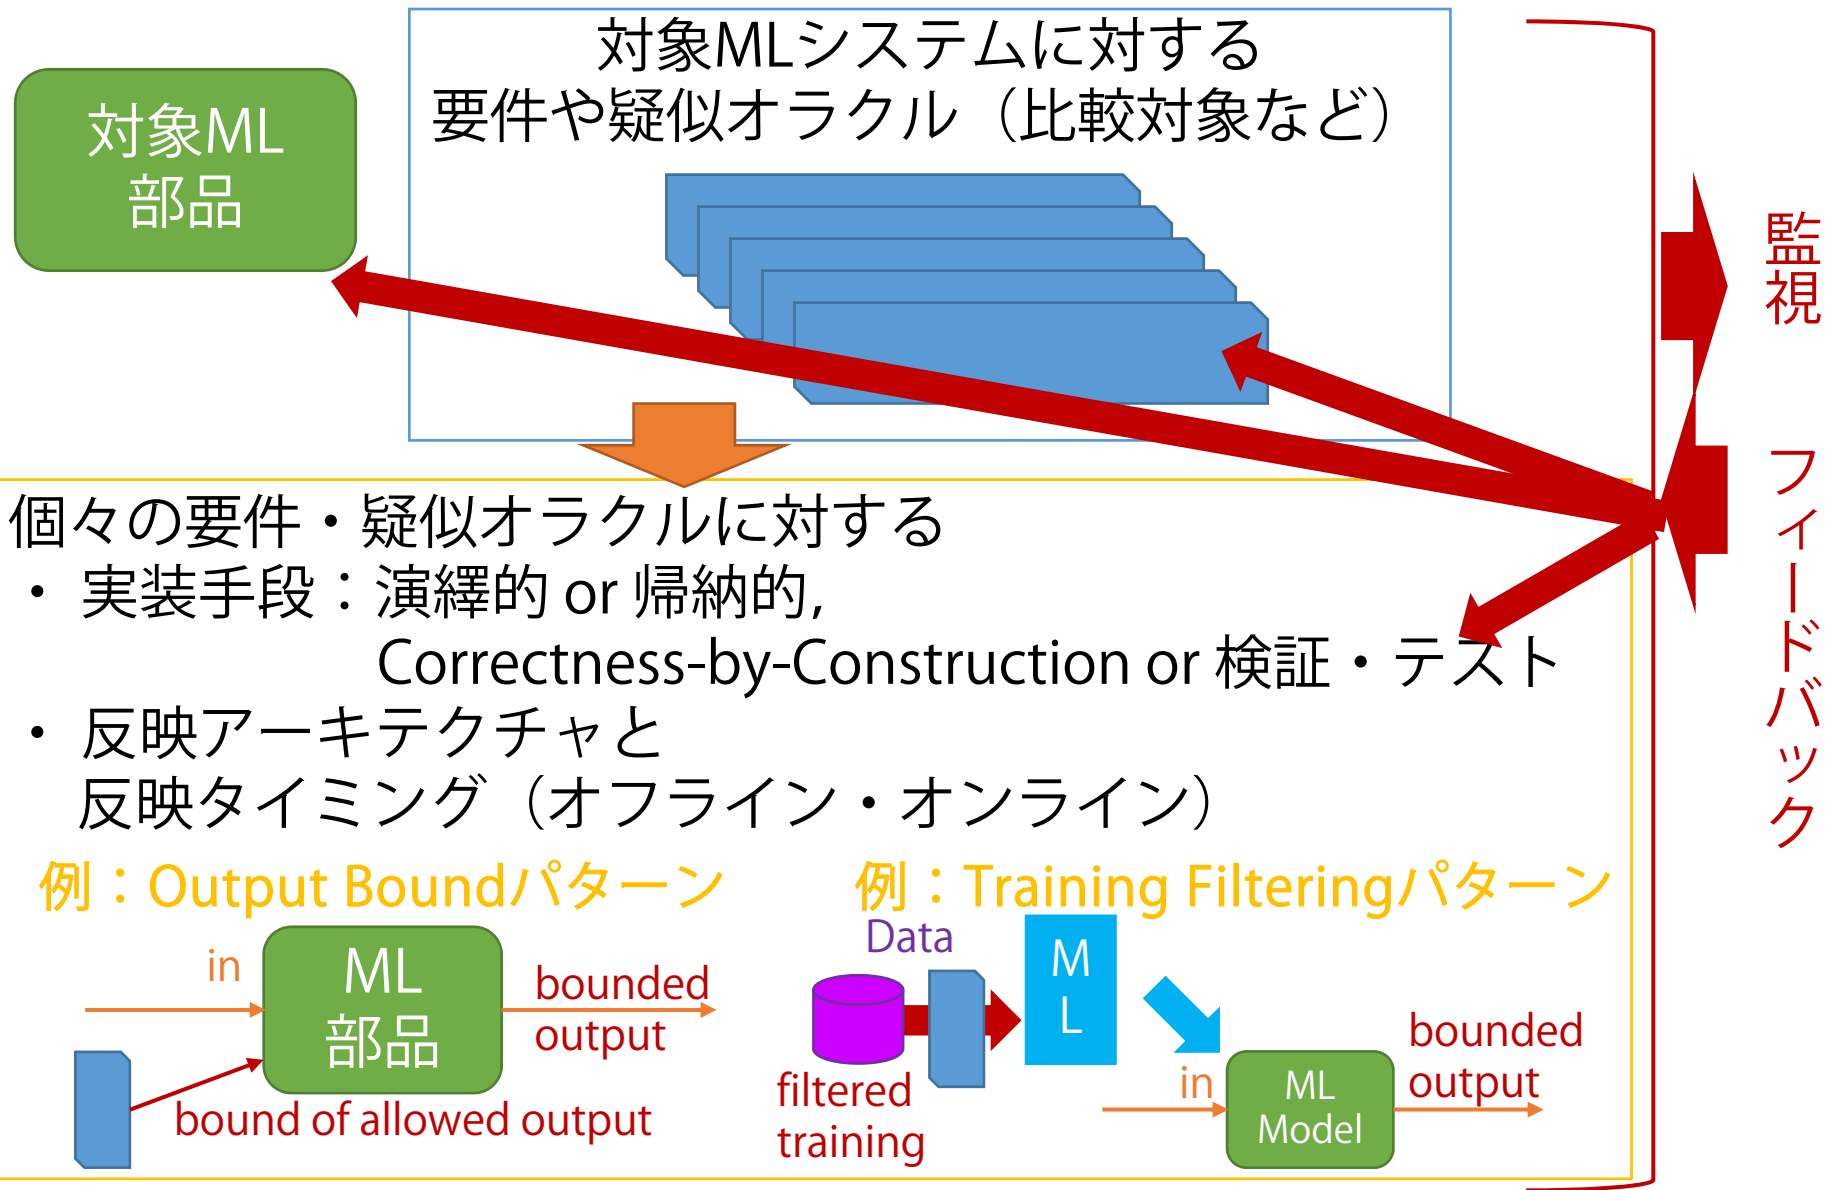 対象MLシステムに対する
要件や疑似オラクル（比較対象など）
対象ML
部品
監視
フィードバック
個々の要件・疑似オラクルに対する
・ 実装手段：演繹的 or 帰納的,
Correctness-by-Construction or 検証・テスト
・ 反映アーキテクチャと
反映タイミング（オフライン・オンライン）
例：Output Boundパターン
in
ML
部品
bounded
output
bound of allowed output
例：Training Filteringパターン
Data
M
L
filtered
training
in
ML
Model
bounded
output